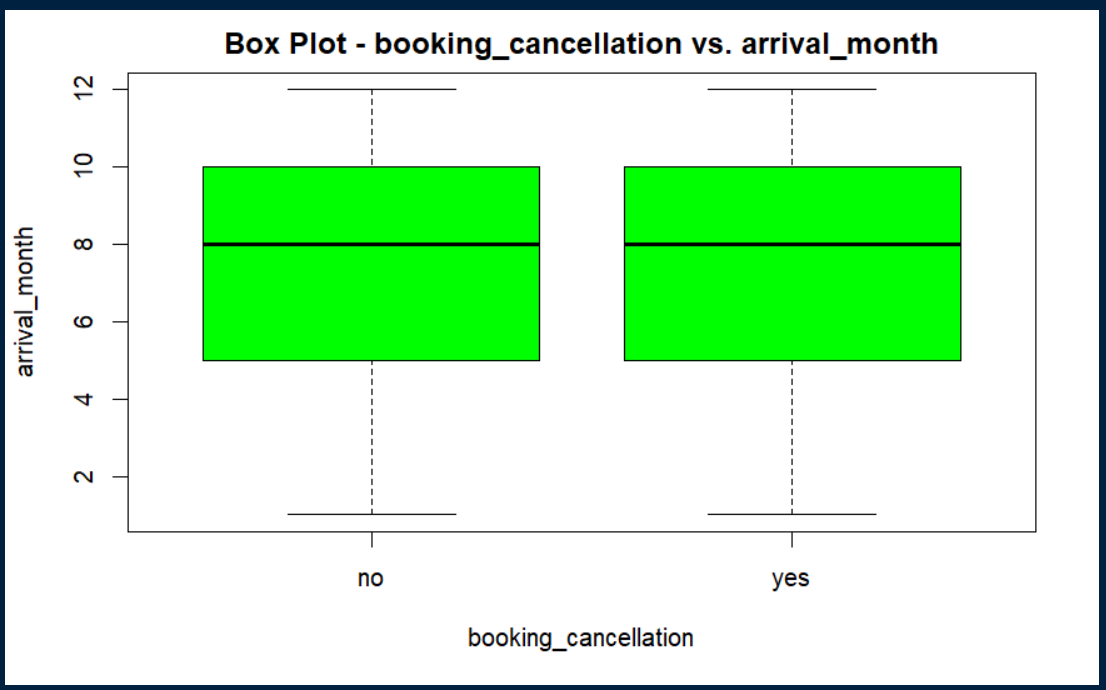 Box Plot - booking_cancellation vs. arrival_month
arrival_month
12
10
8
6
4
2
no yes
booking_cancellation